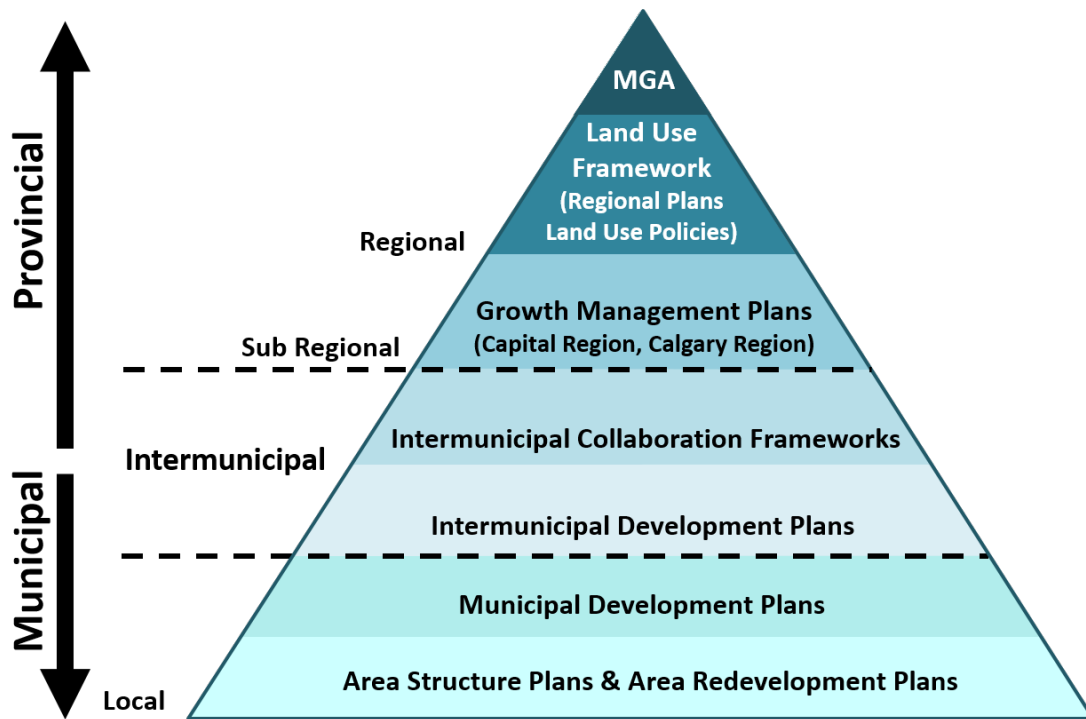 MGA
Land Use
Framework
(Regional Plans
Land Use Policies)
Regional
Growth Management Plans
(Capital Region, Calgary Region)
Sub Regional
Provincial
Intermunicipal Collaboration Frameworks
Intermunicipal
Intermunicipal Development Plans
Municipal
Municipal Development Plans
Area Structure Plans & Area Redevelopment Plans
Local